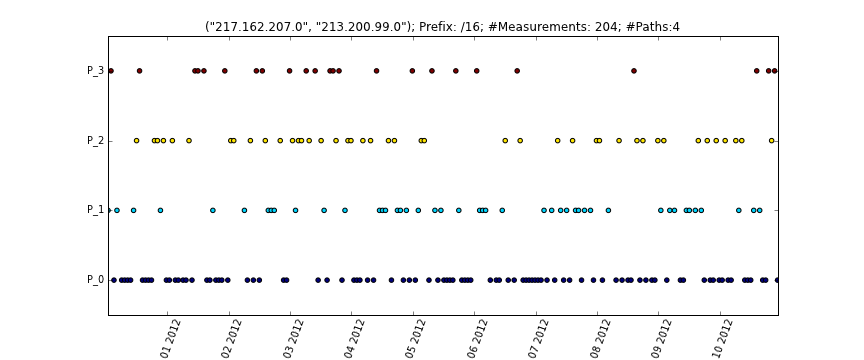 ("217.162.207.0", "213.200.99.0"); Prefix: /16; #Measurements: 204; #Paths:4
P_3
P_2
P_1
P_0
01 2012
02 2012
03 2012
04 2012
05 2012
06 2012
07 2012
08 2012
09 2012
10 2012